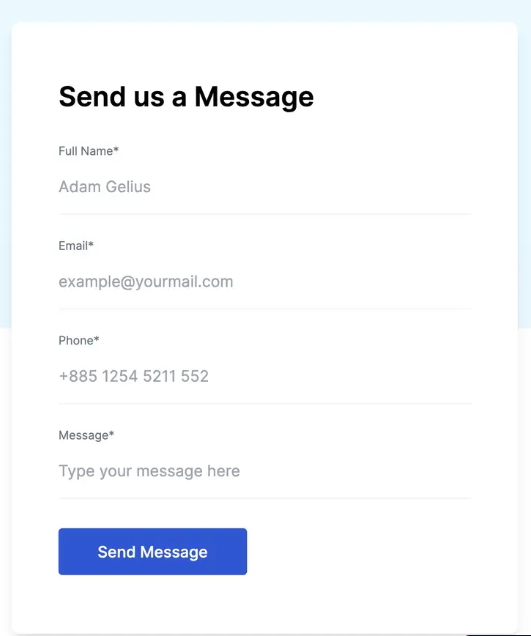 Send us a Message
Full Name*
Adam Gelius
Email*
example@yourmail.com
Phone*
+885 1254 5211 552
Message*
Type your message here
Send Message